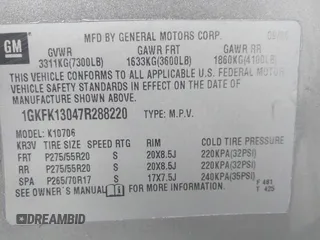 GM
MFD BY GENERAL MOTORS CORP.
GVWR GAWR FRT GAWR RR
3311KG(7300LB) 1633KG(3600LB) 1860KG(4100LB)
THIS VEHICLE CONFORMS TO ALL APPLICABLE U.S. FEDERAL MOTOR
VEHICLE SAFETY STANDARDS IN EFFECT ON THE DATE OF
MANUFACTURE SHOWN ABOVE.
1GKFK13047R288220 TYPE: M.P.V.
MODEL: K10706
KR3V TIRE SIZE SPEED RTG RIM COLD TIRE PRESSURE
FRT P275/55R20 S 20X8.5J 220KPA(32PSI)
RR P275/55R20 S 20X8.5J 220KPA(32PSI)
SPA P265/70R17 S 17X7.5J 240KPA(35PSI)
SEE OWNER'S MANUAL FOR MORE INFORMATION.
F 481
T 425
DREAMBID